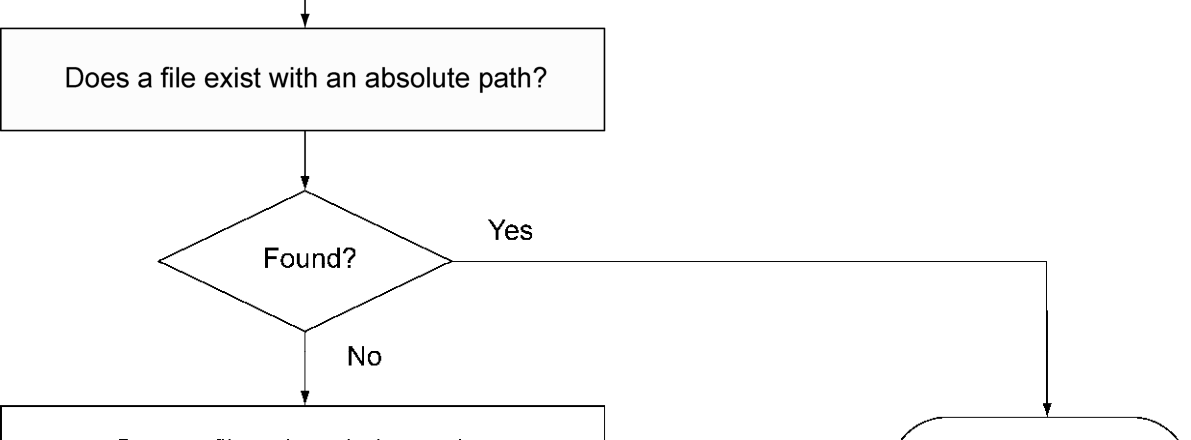 Does a file exist with an absolute path?
Yes
Found?
No